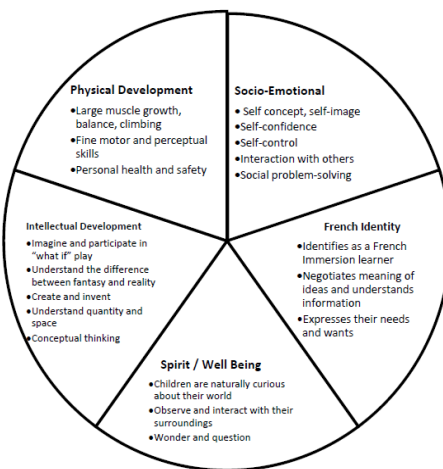 Physical Development
•Large muscle growth,
balance, climbing
•Fine motor and perceptual
skills
•Personal health and safety
Socio-Emotional
• Self concept, self-image
•Self-confidence
•Self-control
•Interaction with others
•Social problem-solving
French Identity
•Identifies as a French
Immersion learner
•Negotiates meaning of
ideas and understands
information
•Expresses their needs
and wants
Spirit / Well Being
•Children are naturally curious
about their world
•Observe and interact with their
surroundings
•Wonder and question
Intellectual Development
•Imagine and participate in
"what if" play
•Understand the difference
between fantasy and reality
•Create and invent
•Understand quantity and
space
•Conceptual thinking